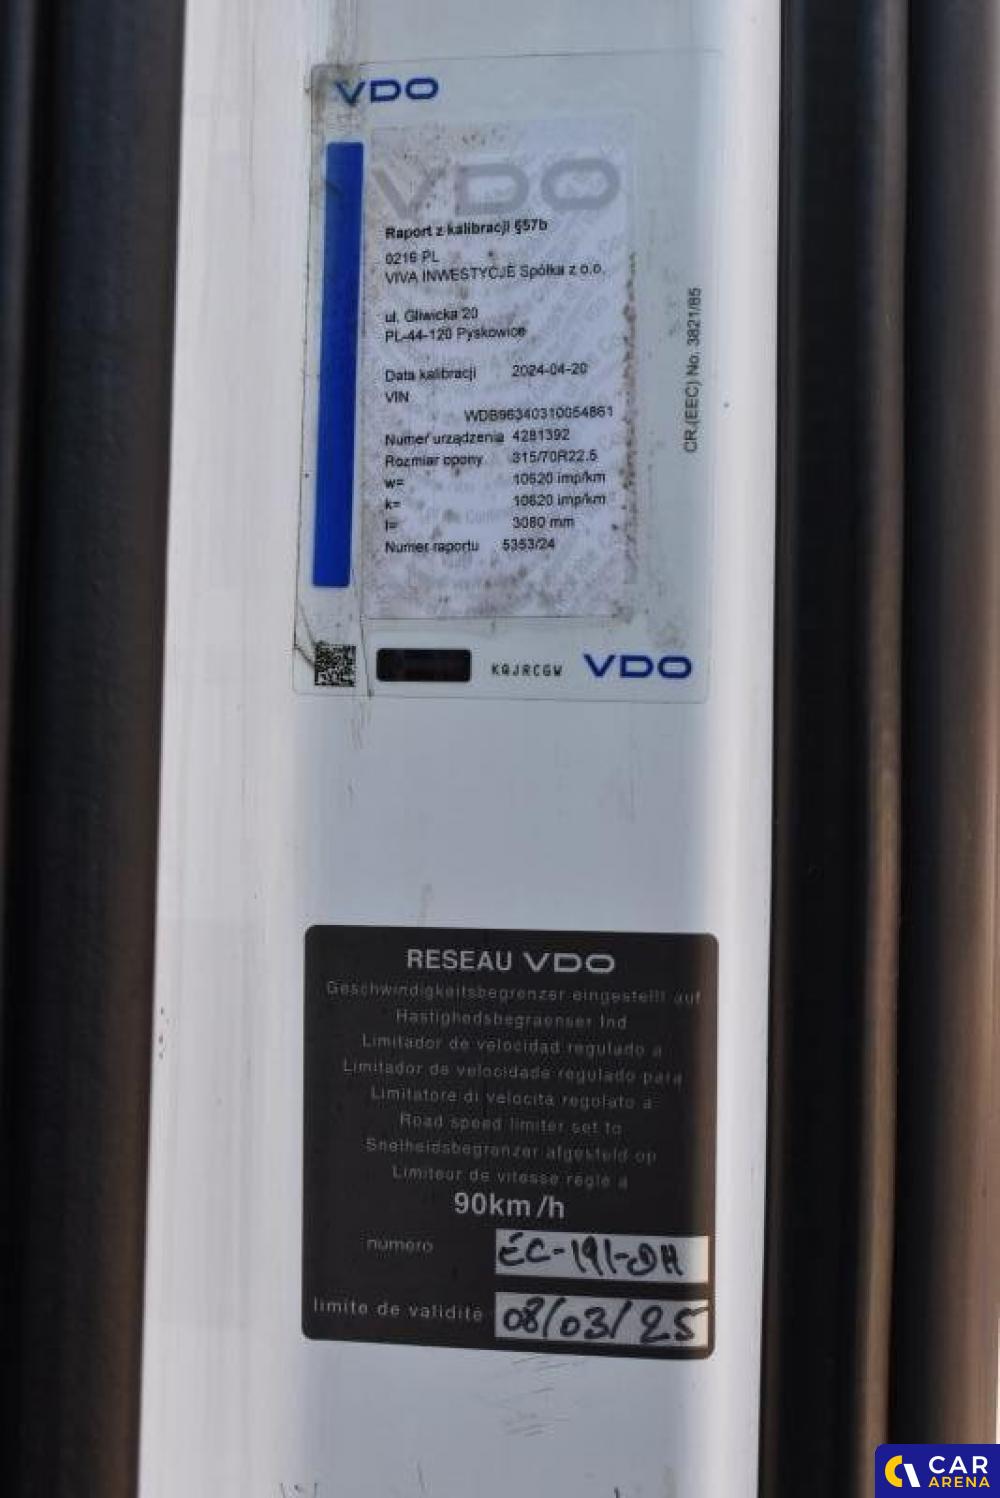 VDO
VDO
Raport z kalibracji §57b
0216 PL
VIVA INWESTYCJE Spółka z o.o.
ul. Gliwicka 20
PL-44-120 Pyskowice
Data kalibracji 2024-04-20
VIN
WDB96340310054861
Numer urządzenia 4281392
Rozmiar opony 315/70R22.5
w= 10620 imp/km
k= 10620 imp/km
l= 3080 mm
Numer raportu 5353/24
CR.(EEC) No. 3821/85
KQJRCGW VDO
RESEAU VDO
Geschwindigkeitsbegrenzer eingestellt auf
Hastighedsbegraenser Ind
Limitador de velocidad regulado a
Limitador de velocidade regulado para
Limitatore di velocita regolato a
Road speed limiter set to
Snelheidsbegrenzer afgesteld op
Limiteur de vitesse regle a
90km/h
numero EC-191-DH
limite de validité 08/03/25
CAR
ARENA